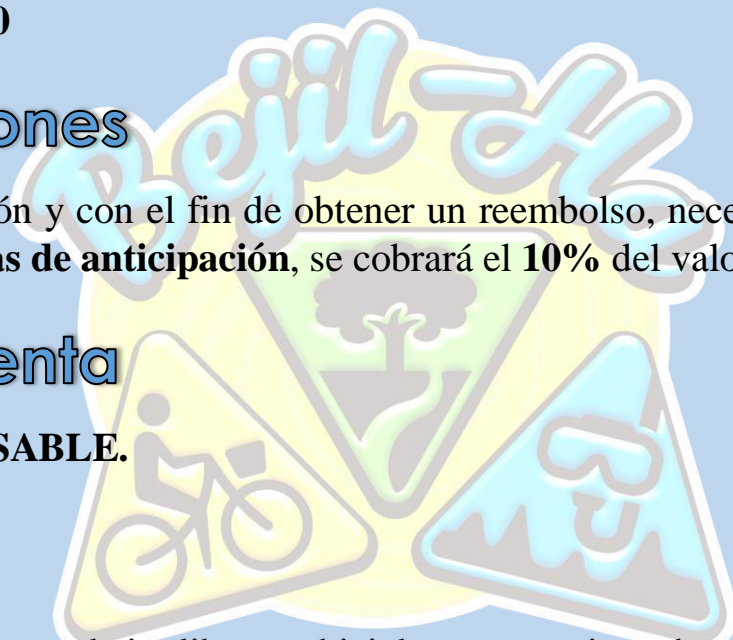 0
Bejil-Ha
ones
ón y con el fin de obtener un reembolso, nece
as de anticipación, se cobrará el 10% del valo
enta
SABLE.